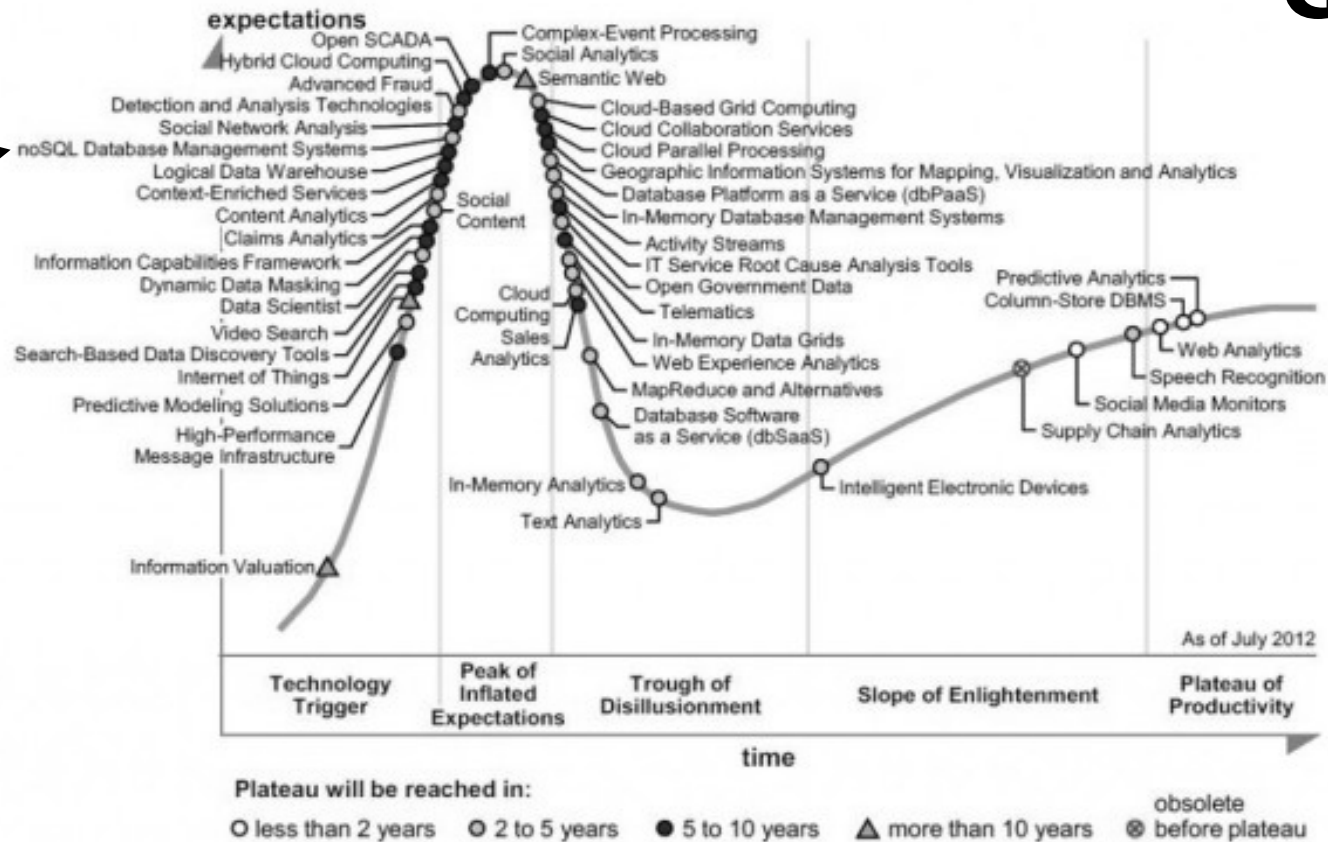 expectations
Open SCADA
Hybrid Cloud Computing
Advanced Fraud
Detection and Analysis Technologies
Social Network Analysis
noSQL Database Management Systems
Logical Data Warehouse
Context-Enriched Services
Content Analytics
Claims Analytics
Information Capabilities Framework
Dynamic Data Masking
Data Scientist
Video Search
Search-Based Data Discovery Tools
Internet of Things
Predictive Modeling Solutions
High-Performance
Message Infrastructure
Information Valuation
Complex-Event Processing
Social Analytics
Semantic Web
Social
Content
Cloud-Based Grid Computing
Cloud Collaboration Services
Cloud Parallel Processing
Geographic Information Systems for Mapping, Visualization and Analytics
Database Platform as a Service (dbPaaS)
In-Memory Database Management Systems
Activity Streams
IT Service Root Cause Analysis Tools
Open Government Data
Telematics
In-Memory Data Grids
Web Experience Analytics
Cloud
Computing
Sales
Analytics
MapReduce and Alternatives
Database Software
as a Service (dbSaaS)
In-Memory Analytics
Text Analytics
Intelligent Electronic Devices
Predictive Analytics
Column-Store DBMS
Web Analytics
Speech Recognition
Social Media Monitors
Supply Chain Analytics
As of July 2012
Technology
Trigger
Peak of
Inflated
Expectations
Trough of
Disillusionment
Slope of Enlightenment
Plateau of
Productivity
time
Plateau will be reached in:
less than 2 years
2 to 5 years
5 to 10 years
more than 10 years
obsolete
before plateau